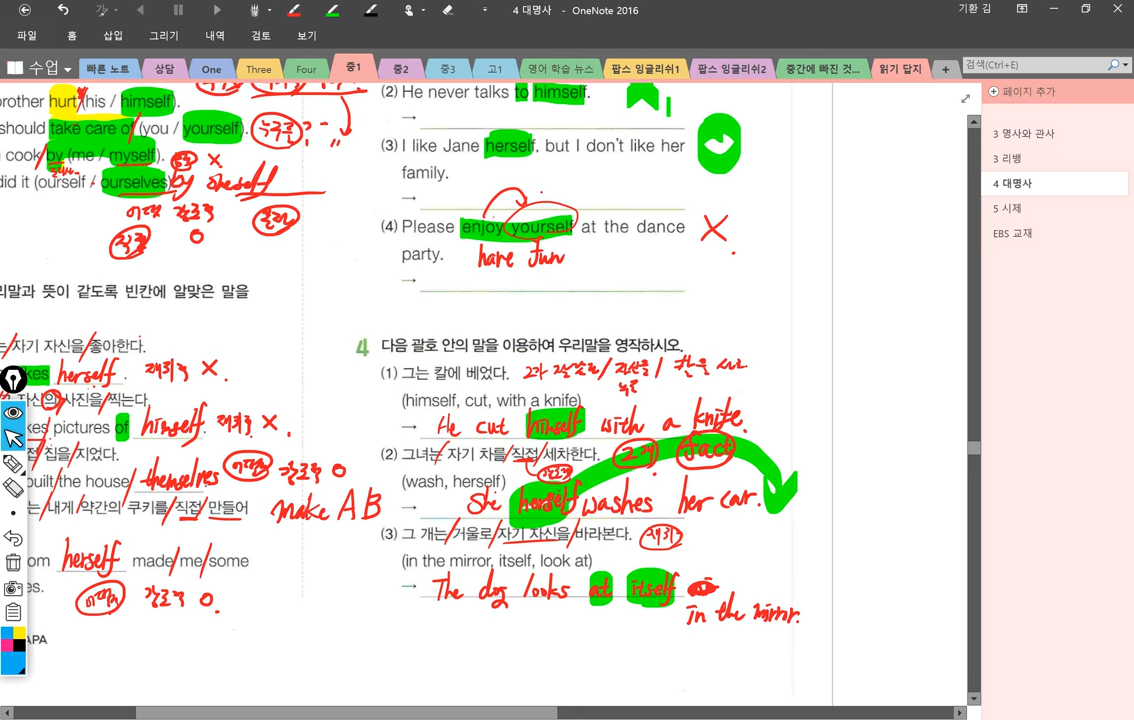 4 대명사 - OneNote 2016
기환 김
파일 홈 삽입 그리기 내역 검토 보기
수업 빠른 노트 상담 One Three Four 중1 중2 중3 고1 영어 학습 뉴스 팝스 잉글리쉬1 팝스 잉글리쉬2 중간에 빠진 것... 읽기 답지 +
검색(Ctrl+E)
페이지 추가
3 명사와 관사
3 리뱅
4 대명사
5 시제
EBS 교재
brother hurt (his / himself).
should take care of (you / yourself).
cook by (me / myself).
did it (ourself / ourselves)
by oneself
X
O
리말과 뜻이 같도록 빈칸에 알맞은 말을
는 자기 자신을 좋아한다.
kes herself. 재귀 X.
자신의 사진을 찍는다.
kes pictures of himself. 재귀 X.
접 집을 지었다.
built the house themselves O
는 내게 약간의 쿠키를 직접 만들어
make AB
om herself made me some
es.
O.
APA
(2) He never talks to himself.
→
(3) I like Jane herself, but I don't like her
family.
→
(4) Please enjoy yourself at the dance X
party. have fun
→
4 다음 괄호 안의 말을 이용하여 우리말을 영작하시오.
(1) 그는 칼에 베었다.
(himself, cut, with a knife)
→ He cut himself with a knife.
(2) 그녀는 자기 차를 직접 세차한다. fact
(wash, herself)
→ She herself washes her car.
(3) 그 개는 거울로 자기 자신을 바라본다. 재귀
(in the mirror, itself, look at)
→ The dog looks at itself
in the mirror.